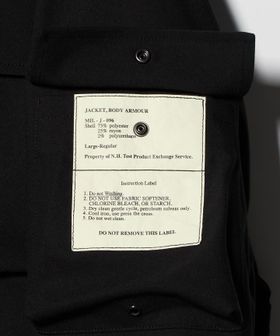 JACKET, BODY ARMOUR
MIL - J - 096
Shell 75% polyester
25% rayon
2% polyurethane
Large-Regular
Property of N.H. Test Product Exchange Service.
Instruction Label
1. Do not Washing.
2. DO NOT USE FABRIC SOFTENER,
CHLORINE BLEACH, OR STARCH.
3. Dry clean gentle cycle, petroleum solvent only.
4. Cool iron, use press the cross.
5. Do not wet clean.
DO NOT REMOVE THIS LABEL